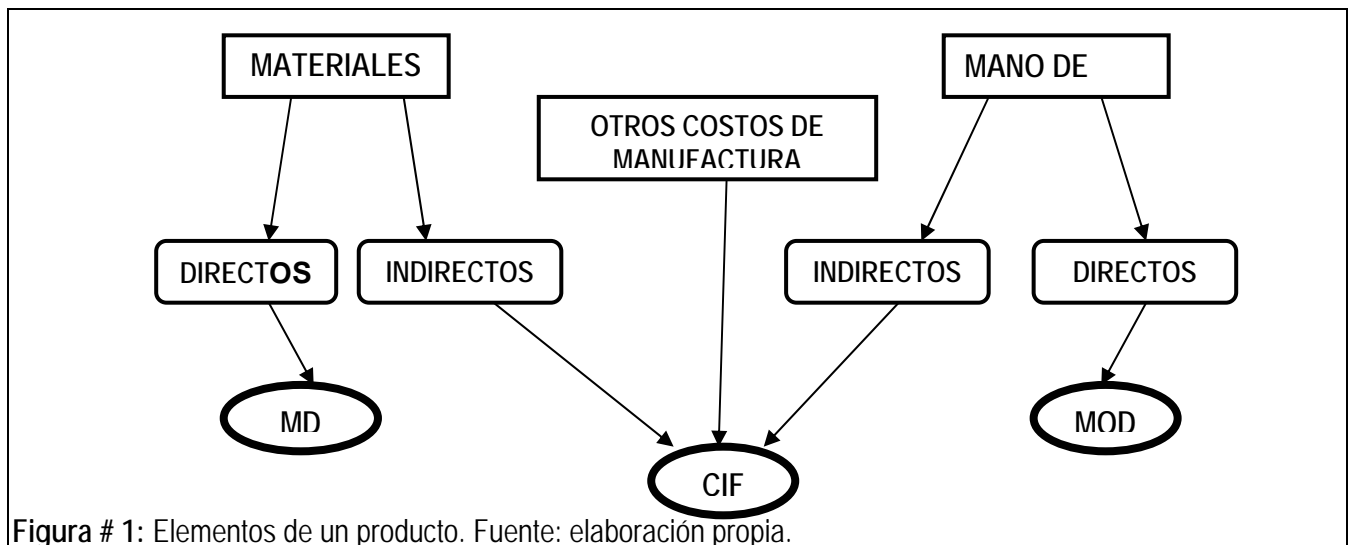 MATERIALES
MANO DE
OTROS COSTOS DE
MANUFACTURA
DIRECTOS
INDIRECTOS
INDIRECTOS
DIRECTOS
MD
MOD
CIF
Figura # 1: Elementos de un producto. Fuente: elaboración propia.